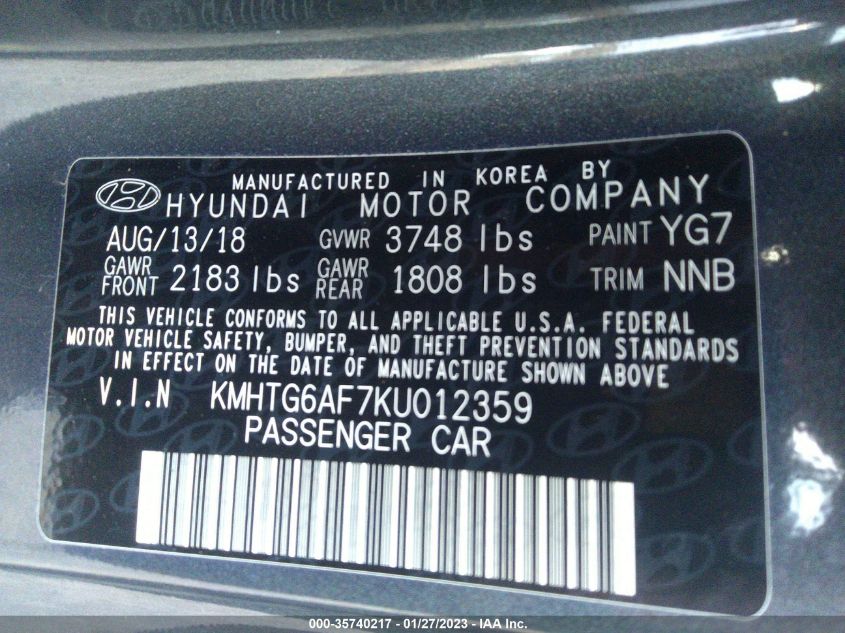 MANUFACTURED IN KOREA BY
HYUNDAI MOTOR COMPANY
AUG/13/18 GVWR 3748 lbs PAINT YG7
GAWR FRONT 2183 lbs GAWR REAR 1808 lbs TRIM NNB
THIS VEHICLE CONFORMS TO ALL APPLICABLE U.S.A. FEDERAL
MOTOR VEHICLE SAFETY, BUMPER, AND THEFT PREVENTION STANDARDS
IN EFFECT ON THE DATE OF MANUFACTURE SHOWN ABOVE
V.I.N KMHTG6AF7KU012359
PASSENGER CAR
000-35740217 - 01/27/2023 - IAA Inc.